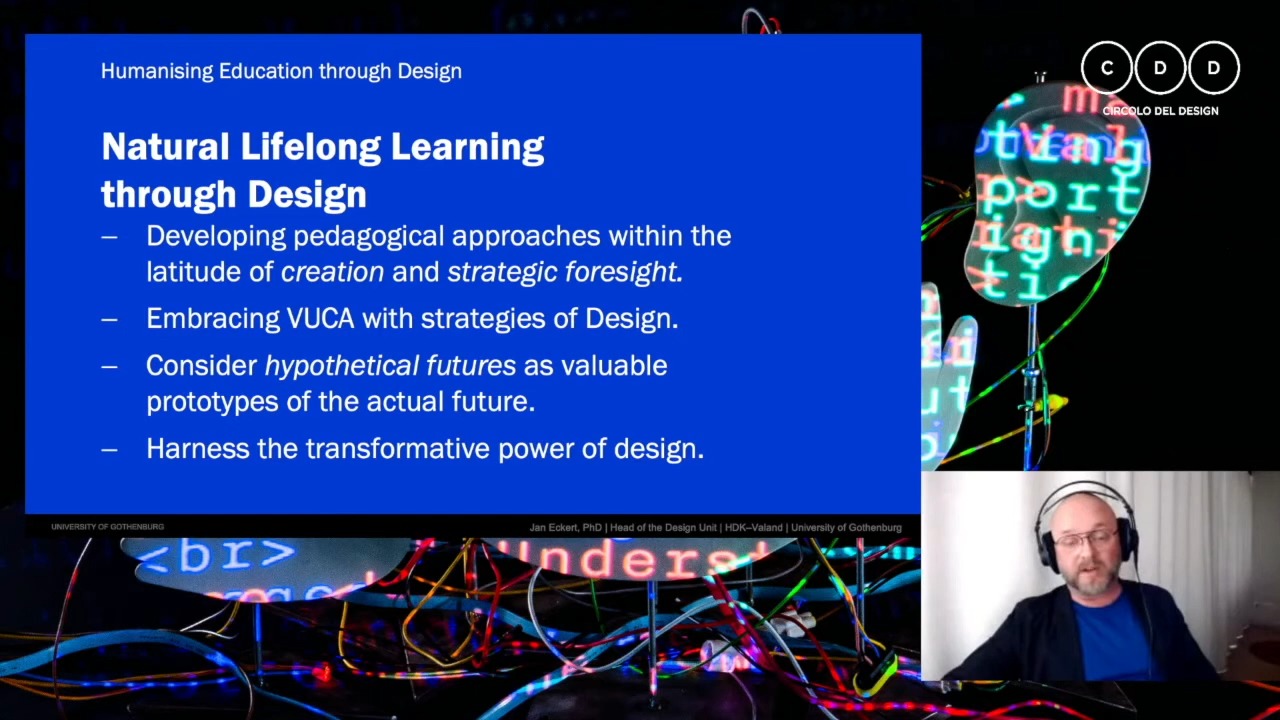 Humanising Education through Design
C D D
CIRCOLO DEL DESIGN
Natural Lifelong Learning
through Design
– Developing pedagogical approaches within the
latitude of creation and strategic foresight.
– Embracing VUCA with strategies of Design.
– Consider hypothetical futures as valuable
prototypes of the actual future.
– Harness the transformative power of design.
UNIVERSITY OF GOTHENBURG
Jan Eckert, PhD | Head of the Design Unit | HDK–Valand | University of Gothenburg
ting
port
<br>
Underst